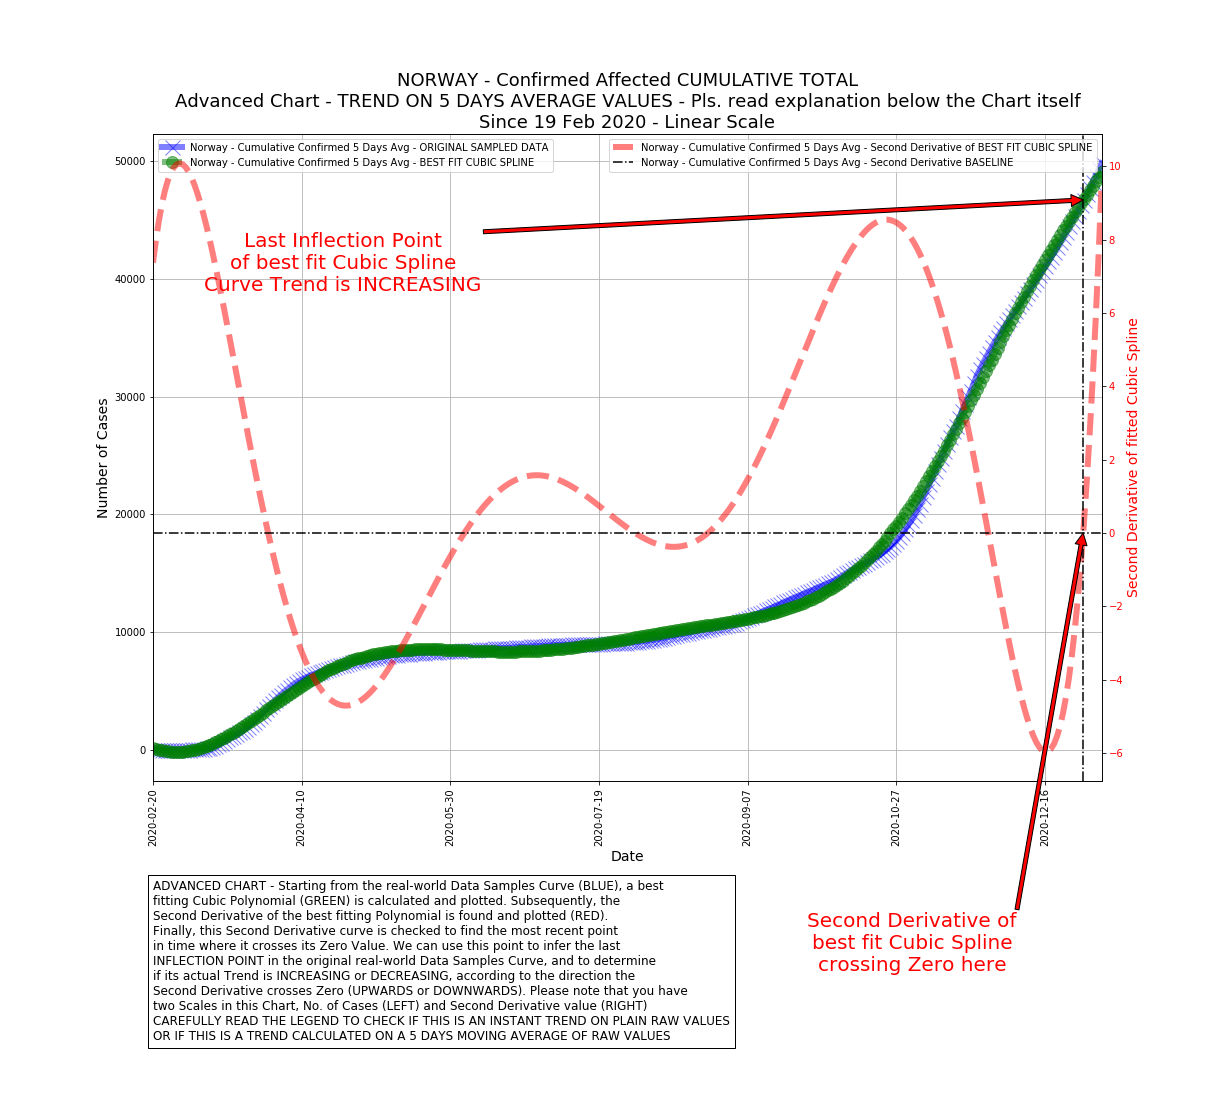 NORWAY - Confirmed Affected CUMULATIVE TOTAL
Advanced Chart - TREND ON 5 DAYS AVERAGE VALUES - Pls. read explanation below the Chart itself
Since 19 Feb 2020 - Linear Scale
Norway - Cumulative Confirmed 5 Days Avg - ORIGINAL SAMPLED DATA
Norway - Cumulative Confirmed 5 Days Avg - BEST FIT CUBIC SPLINE
Norway - Cumulative Confirmed 5 Days Avg - Second Derivative of BEST FIT CUBIC SPLINE
Norway - Cumulative Confirmed 5 Days Avg - Second Derivative BASELINE
Last Inflection Point
of best fit Cubic Spline
Curve Trend is INCREASING
Number of Cases
50000
40000
30000
20000
10000
0
10
8
6
4
2
0
−2
−4
−6
Second Derivative of fitted Cubic Spline
2020-02-20
2020-04-10
2020-05-30
2020-07-19
2020-09-07
2020-10-27
2020-12-16
Date
Second Derivative of
best fit Cubic Spline
crossing Zero here
ADVANCED CHART - Starting from the real-world Data Samples Curve (BLUE), a best
fitting Cubic Polynomial (GREEN) is calculated and plotted. Subsequently, the
Second Derivative of the best fitting Polynomial is found and plotted (RED).
Finally, this Second Derivative curve is checked to find the most recent point
in time where it crosses its Zero Value. We can use this point to infer the last
INFLECTION POINT in the original real-world Data Samples Curve, and to determine
if its actual Trend is INCREASING or DECREASING, according to the direction the
Second Derivative crosses Zero (UPWARDS or DOWNWARDS). Please note that you have
two Scales in this Chart, No. of Cases (LEFT) and Second Derivative value (RIGHT)
CAREFULLY READ THE LEGEND TO CHECK IF THIS IS AN INSTANT TREND ON PLAIN RAW VALUES
OR IF THIS IS A TREND CALCULATED ON A 5 DAYS MOVING AVERAGE OF RAW VALUES